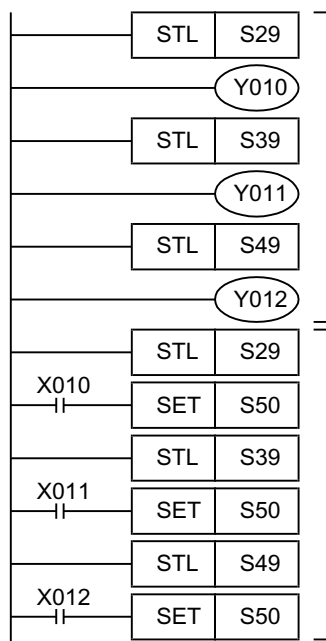 STL S29
Y010
STL S39
Y011
STL S49
Y012
STL S29
X010
SET S50
STL S39
X011
SET S50
STL S49
X012
SET S50